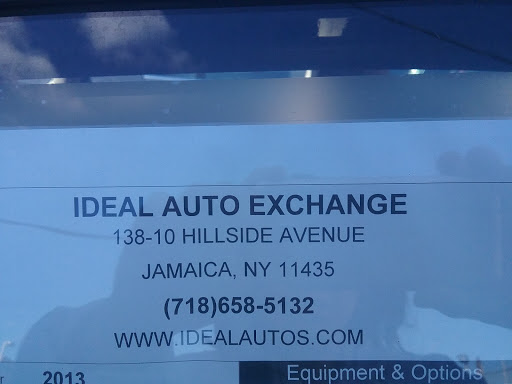 IDEAL AUTO EXCHANGE
138-10 HILLSIDE AVENUE
JAMAICA, NY 11435
(718)658-5132
WWW.IDEALAUTOS.COM
2013 Equipment & Options